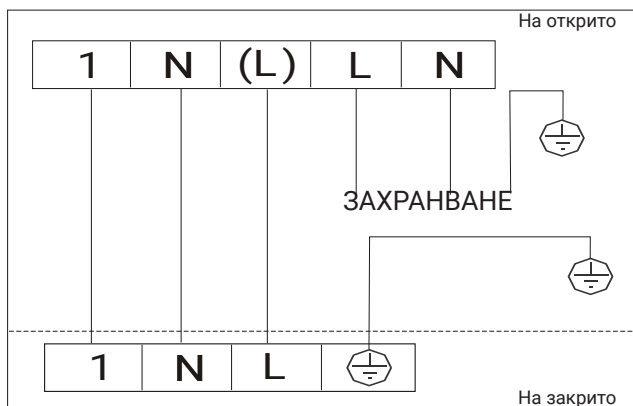 На открито
1 N (L) L N
ЗАХРАНВАНЕ
1 N L
На закрито